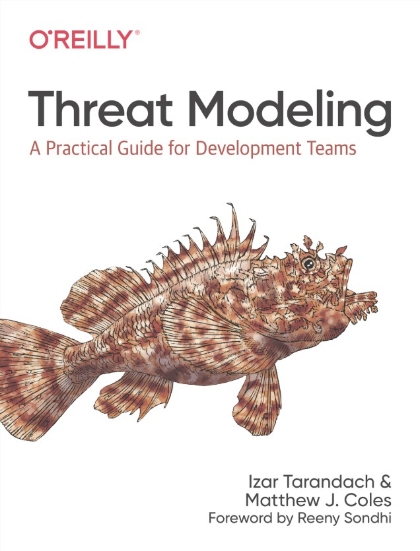 O'REILLY®
Threat Modeling
A Practical Guide for Development Teams
Izar Tarandach &
Matthew J. Coles
Foreword by Reeny Sondhi